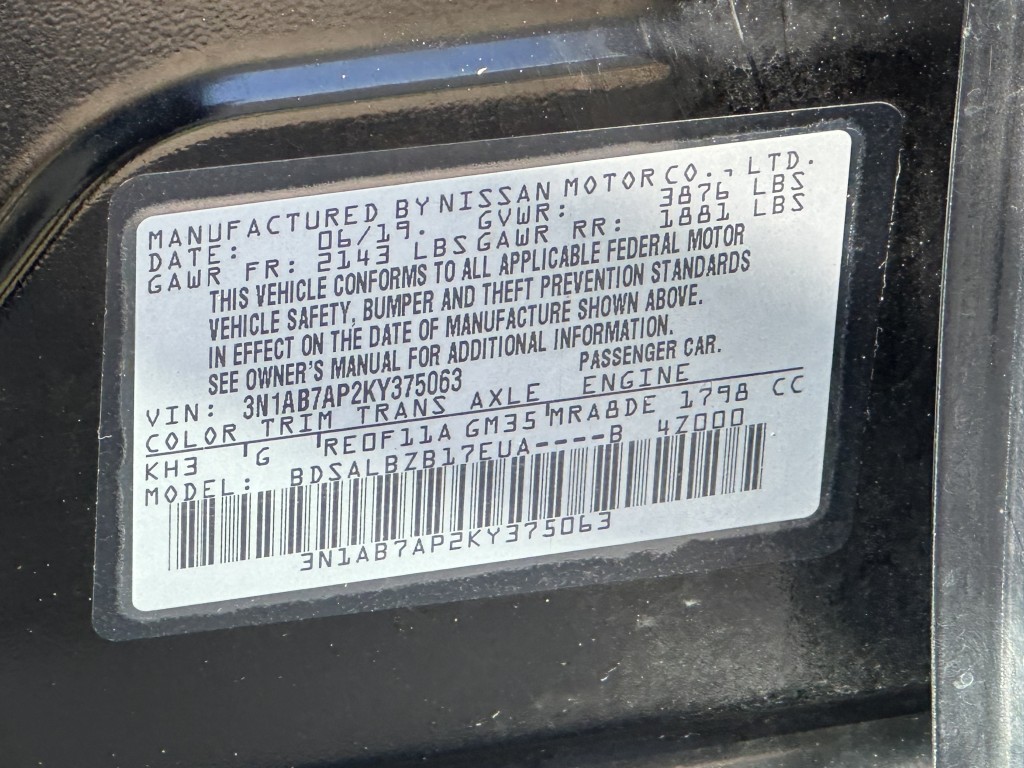 MANUFACTURED BY NISSAN MOTOR CO., LTD.
DATE: 06/19. GVWR: 3876 LBS
GAWR FR: 2143 LBS GAWR RR: 1881 LBS
THIS VEHICLE CONFORMS TO ALL APPLICABLE FEDERAL MOTOR
VEHICLE SAFETY, BUMPER AND THEFT PREVENTION STANDARDS
IN EFFECT ON THE DATE OF MANUFACTURE SHOWN ABOVE.
SEE OWNER'S MANUAL FOR ADDITIONAL INFORMATION.
VIN: 3N1AB7AP2KY375063 PASSENGER CAR.
COLOR TRIM TRANS AXLE ENGINE
KH3 G RE0F11A GM35 MRA8DE 1798 CC
MODEL: BDSALBZB17EUA----B 4Z000
3N1AB7AP2KY375063